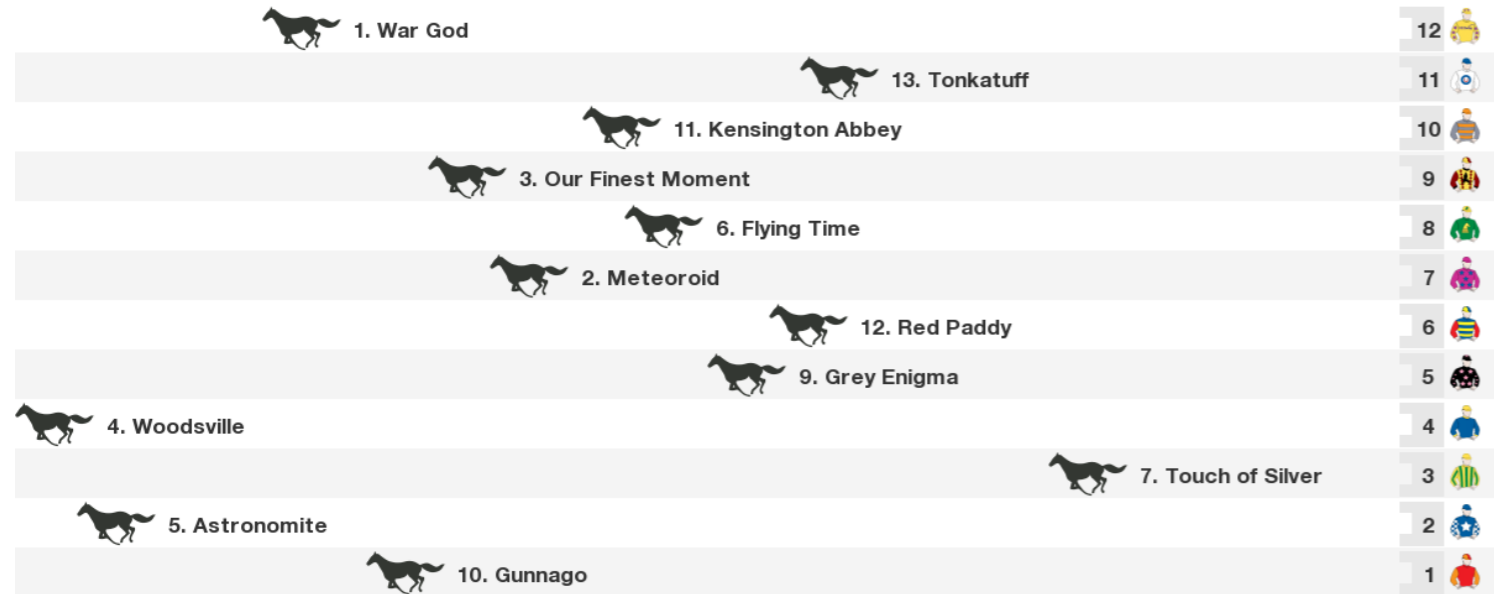 1. War God 12
13. Tonkatuff 11
11. Kensington Abbey 10
3. Our Finest Moment 9
6. Flying Time 8
2. Meteoroid 7
12. Red Paddy 6
9. Grey Enigma 5
4. Woodsville 4
7. Touch of Silver 3
5. Astronomite 2
10. Gunnago 1